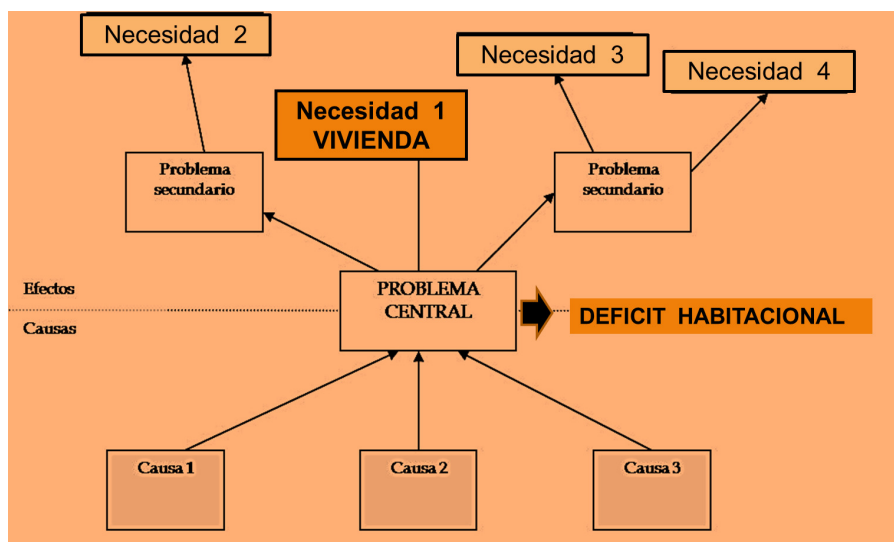 Necesidad 2
Necesidad 3
Necesidad 4
Necesidad 1
VIVIENDA
Problema
secundario
Problema
secundario
Efectos
PROBLEMA
CENTRAL
DEFICIT HABITACIONAL
Causas
Causa 1
Causa 2
Causa 3